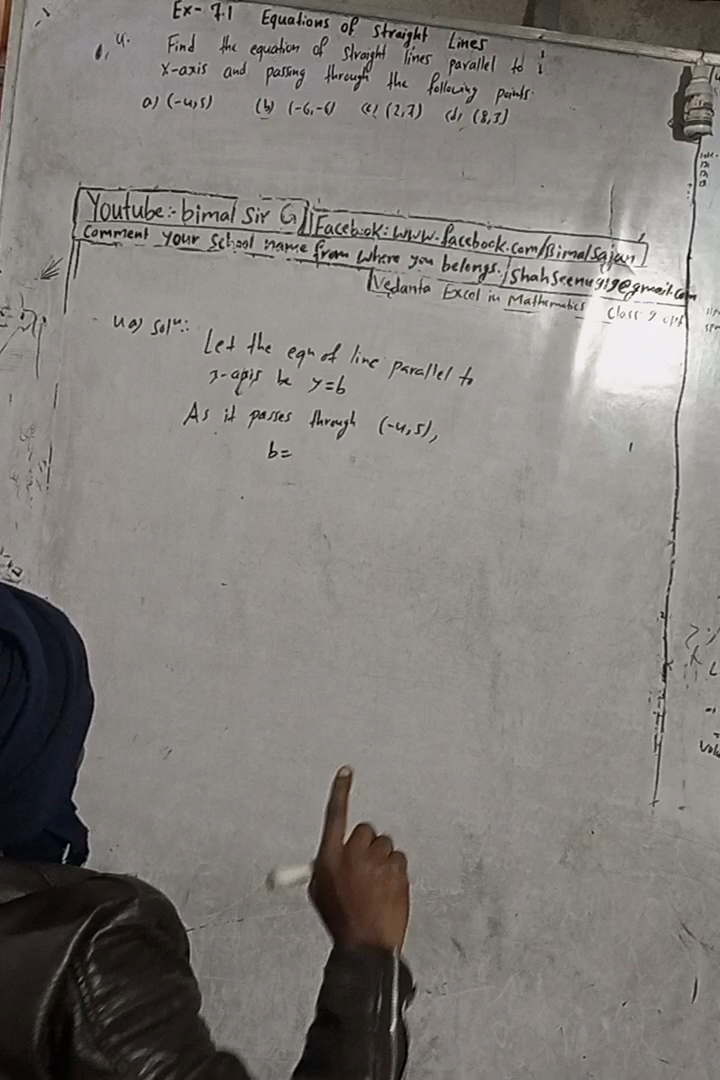 Ex- 7.1 Equations of Straight Lines
4. Find the equation of straight lines parallel to
X-axis and passing through the following points:
a) (-4,5) (b) (-6,-6) (c) (2,7) (d) (8,3)
Youtube:- bimal Sir G Facebook: www.facebook.com/Bimalsajan
Comment your School name from where you belongs. / Shahseenu919@gmail.com
Vedanta Excel in Mathematics Class 9
4a) solⁿ:
Let the eqn of line parallel to
x-axis be y=b
As it passes through (-4,5),
b=